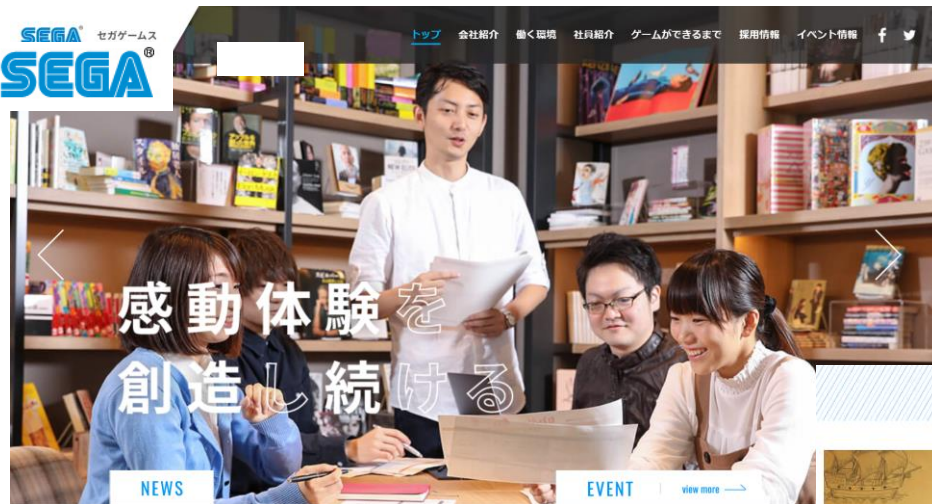 SEGA セガゲームス
トップ 会社紹介 働く環境 社員紹介 ゲームができるまで 採用情報 イベント情報
SEGA®
感動体験を
創造し続ける
NEWS
EVENT view more